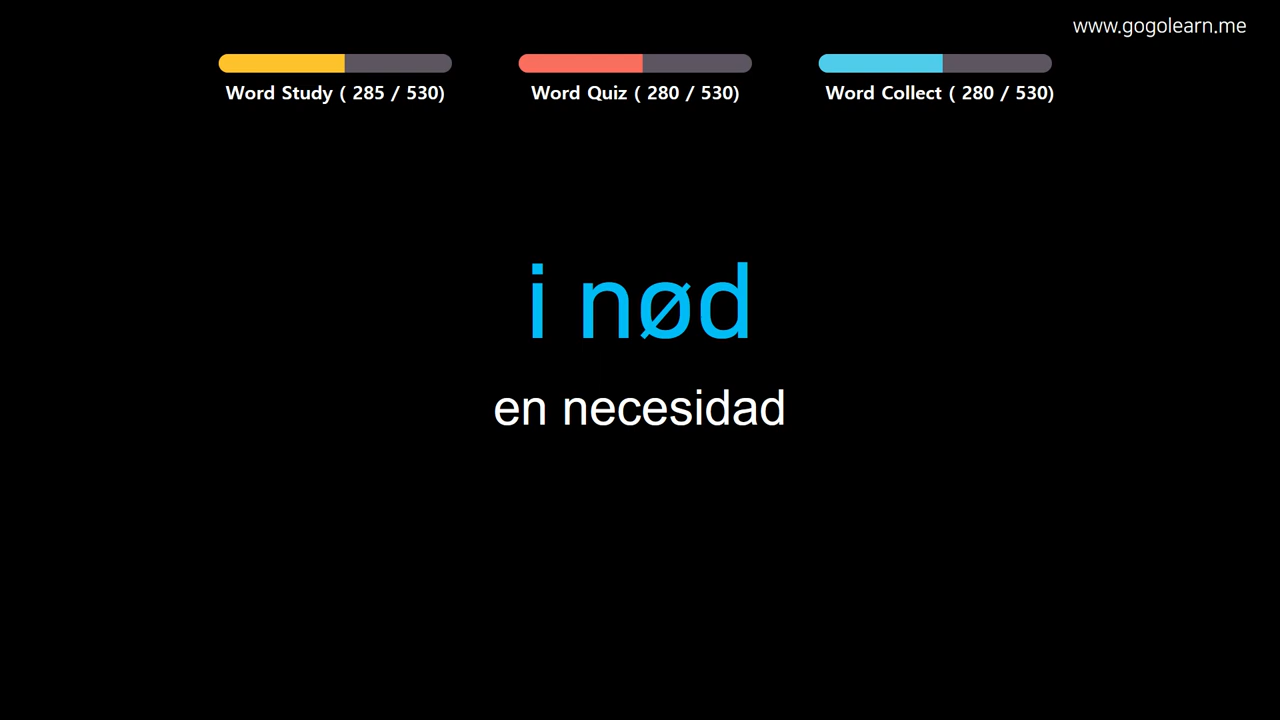 www.gogolearn.me
Word Study ( 285 / 530)
Word Quiz ( 280 / 530)
Word Collect ( 280 / 530)
i nød
en necesidad